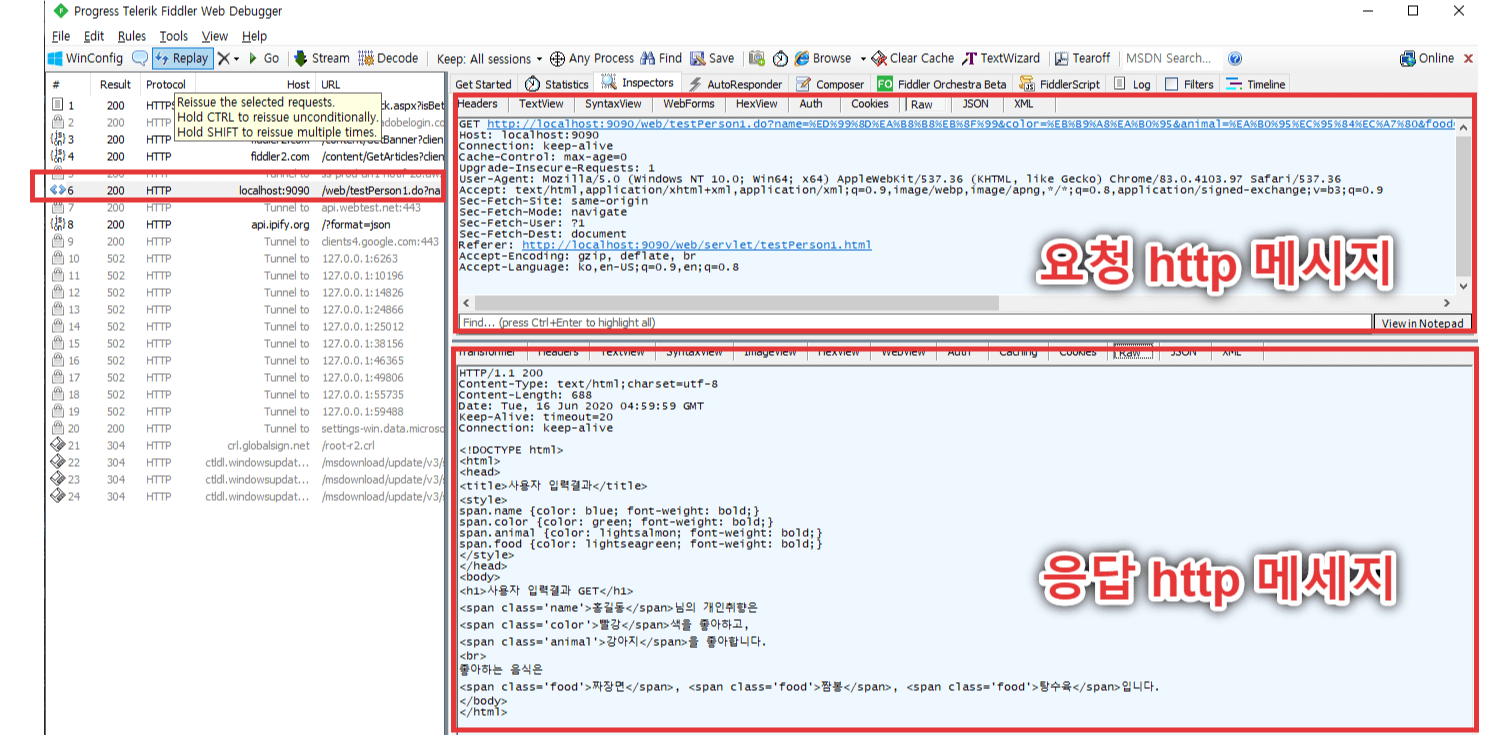 Progress Telerik Fiddler Web Debugger
File Edit Rules Tools View Help
WinConfig Replay Go Stream Decode Keep: All sessions Any Process Find Save Browse Clear Cache TextWizard Tearoff MSDN Search... Online
# Result Protocol Host URL
Get Started Statistics Inspectors AutoResponder Composer FO Fiddler Orchestra Beta FiddlerScript Log Filters Timeline
Reissue the selected requests.
Hold CTRL to reissue unconditionally.
Hold SHIFT to reissue multiple times.
1 200 HTTPS ck.aspx?isBet
2 200 HTTP adobelogin.co
3 200 HTTP fiddler2.com GetBanner?clien
4 200 HTTP fiddler2.com /content/GetArticles?clien
6 200 HTTP localhost:9090 /web/testPerson1.do?na
7 200 HTTP Tunnel to api.webtest.net:443
8 200 HTTP api.ipify.org /?format=json
9 200 HTTP Tunnel to clients4.google.com:443
10 502 HTTP Tunnel to 127.0.0.1:6263
11 502 HTTP Tunnel to 127.0.0.1:10196
12 502 HTTP Tunnel to 127.0.0.1:14826
13 502 HTTP Tunnel to 127.0.0.1:24866
14 502 HTTP Tunnel to 127.0.0.1:25012
15 502 HTTP Tunnel to 127.0.0.1:38156
16 502 HTTP Tunnel to 127.0.0.1:46365
17 502 HTTP Tunnel to 127.0.0.1:49806
18 502 HTTP Tunnel to 127.0.0.1:55735
19 502 HTTP Tunnel to 127.0.0.1:59488
20 200 HTTP Tunnel to settings-win.data.microso
21 304 HTTP crl.globalsign.net /root-r2.crl
22 304 HTTP ctldl.windowsupdat... /msdownload/update/v3/
23 304 HTTP ctldl.windowsupdat... /msdownload/update/v3/
24 304 HTTP ctldl.windowsupdat... /msdownload/update/v3/
Headers TextView SyntaxView WebForms HexView Auth Cookies Raw JSON XML
GET http://localhost:9090/web/testPerson1.do?name=%ED%99%8D%EA%B8%B8%EB%8F%99&color=%EB%B9%A8%EA%B0%95&animal=%EA%B0%95%EC%95%84%EC%A7%80&food
Host: localhost:9090
Connection: keep-alive
Cache-Control: max-age=0
Upgrade-Insecure-Requests: 1
User-Agent: Mozilla/5.0 (Windows NT 10.0; Win64; x64) AppleWebKit/537.36 (KHTML, like Gecko) Chrome/83.0.4103.97 Safari/537.36
Accept: text/html,application/xhtml+xml,application/xml;q=0.9,image/webp,image/apng,*/*;q=0.8,application/signed-exchange;v=b3;q=0.9
Sec-Fetch-Site: same-origin
Sec-Fetch-Mode: navigate
Sec-Fetch-User: ?1
Sec-Fetch-Dest: document
Referer: http://localhost:9090/web/servlet/testPerson1.html
Accept-Encoding: gzip, deflate, br
Accept-Language: ko,en-US;q=0.9,en;q=0.8
요청 http 메시지
Find... (press Ctrl+Enter to highlight all) View in Notepad
Transformer Headers TextView SyntaxView ImageView HexView WebView Auth Caching Cookies Raw JSON XML
HTTP/1.1 200
Content-Type: text/html;charset=utf-8
Content-Length: 688
Date: Tue, 16 Jun 2020 04:59:59 GMT
Keep-Alive: timeout=20
Connection: keep-alive
<!DOCTYPE html>
<html>
<head>
<title>사용자 입력결과</title>
<style>
span.name {color: blue; font-weight: bold;}
span.color {color: green; font-weight: bold;}
span.animal {color: lightsalmon; font-weight: bold;}
span.food {color: lightseagreen; font-weight: bold;}
</style>
</head>
<body>
<h1>사용자 입력결과 GET</h1>
<span class='name'>홍길동</span>님의 개인취향은
<span class='color'>빨강</span>색을 좋아하고,
<span class='animal'>강아지</span>을 좋아합니다.
<br>
좋아하는 음식은
<span class='food'>짜장면</span>, <span class='food'>짬뽕</span>, <span class='food'>탕수육</span>입니다.
</body>
</html>
응답 http 메세지